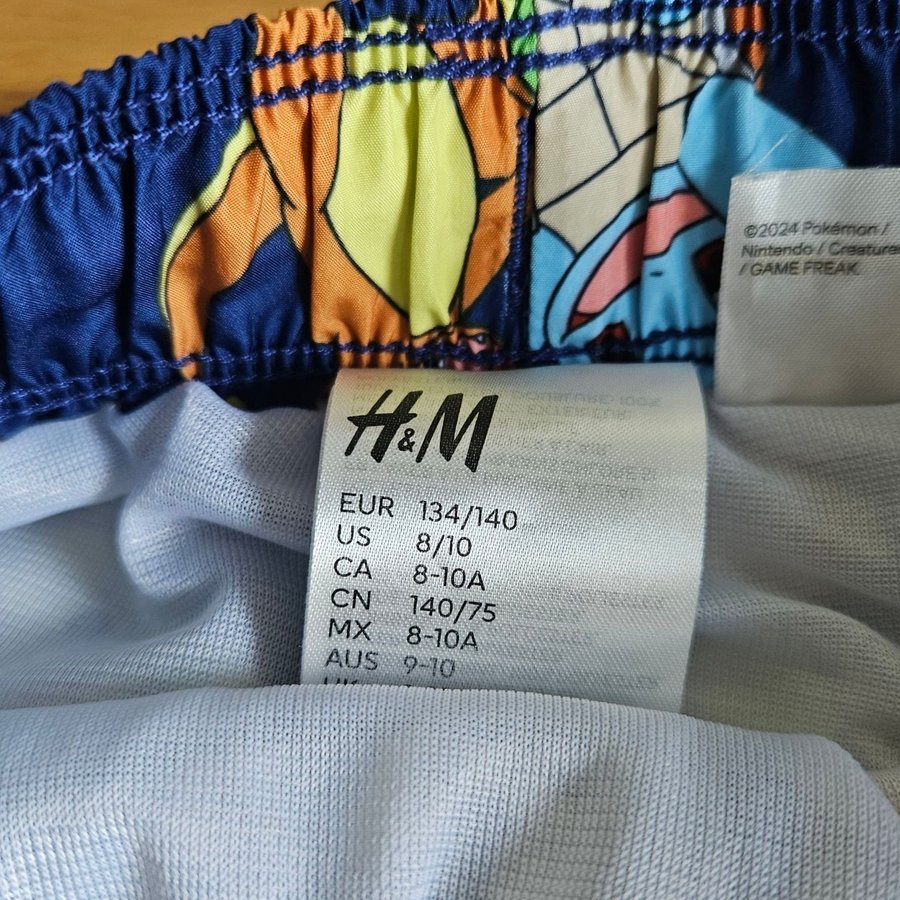 ©2024 Pokémon /
Nintendo / Creatures
/ GAME FREAK
H&M
EUR 134/140
US 8/10
CA 8-10A
CN 140/75
MX 8-10A
AUS 9-10